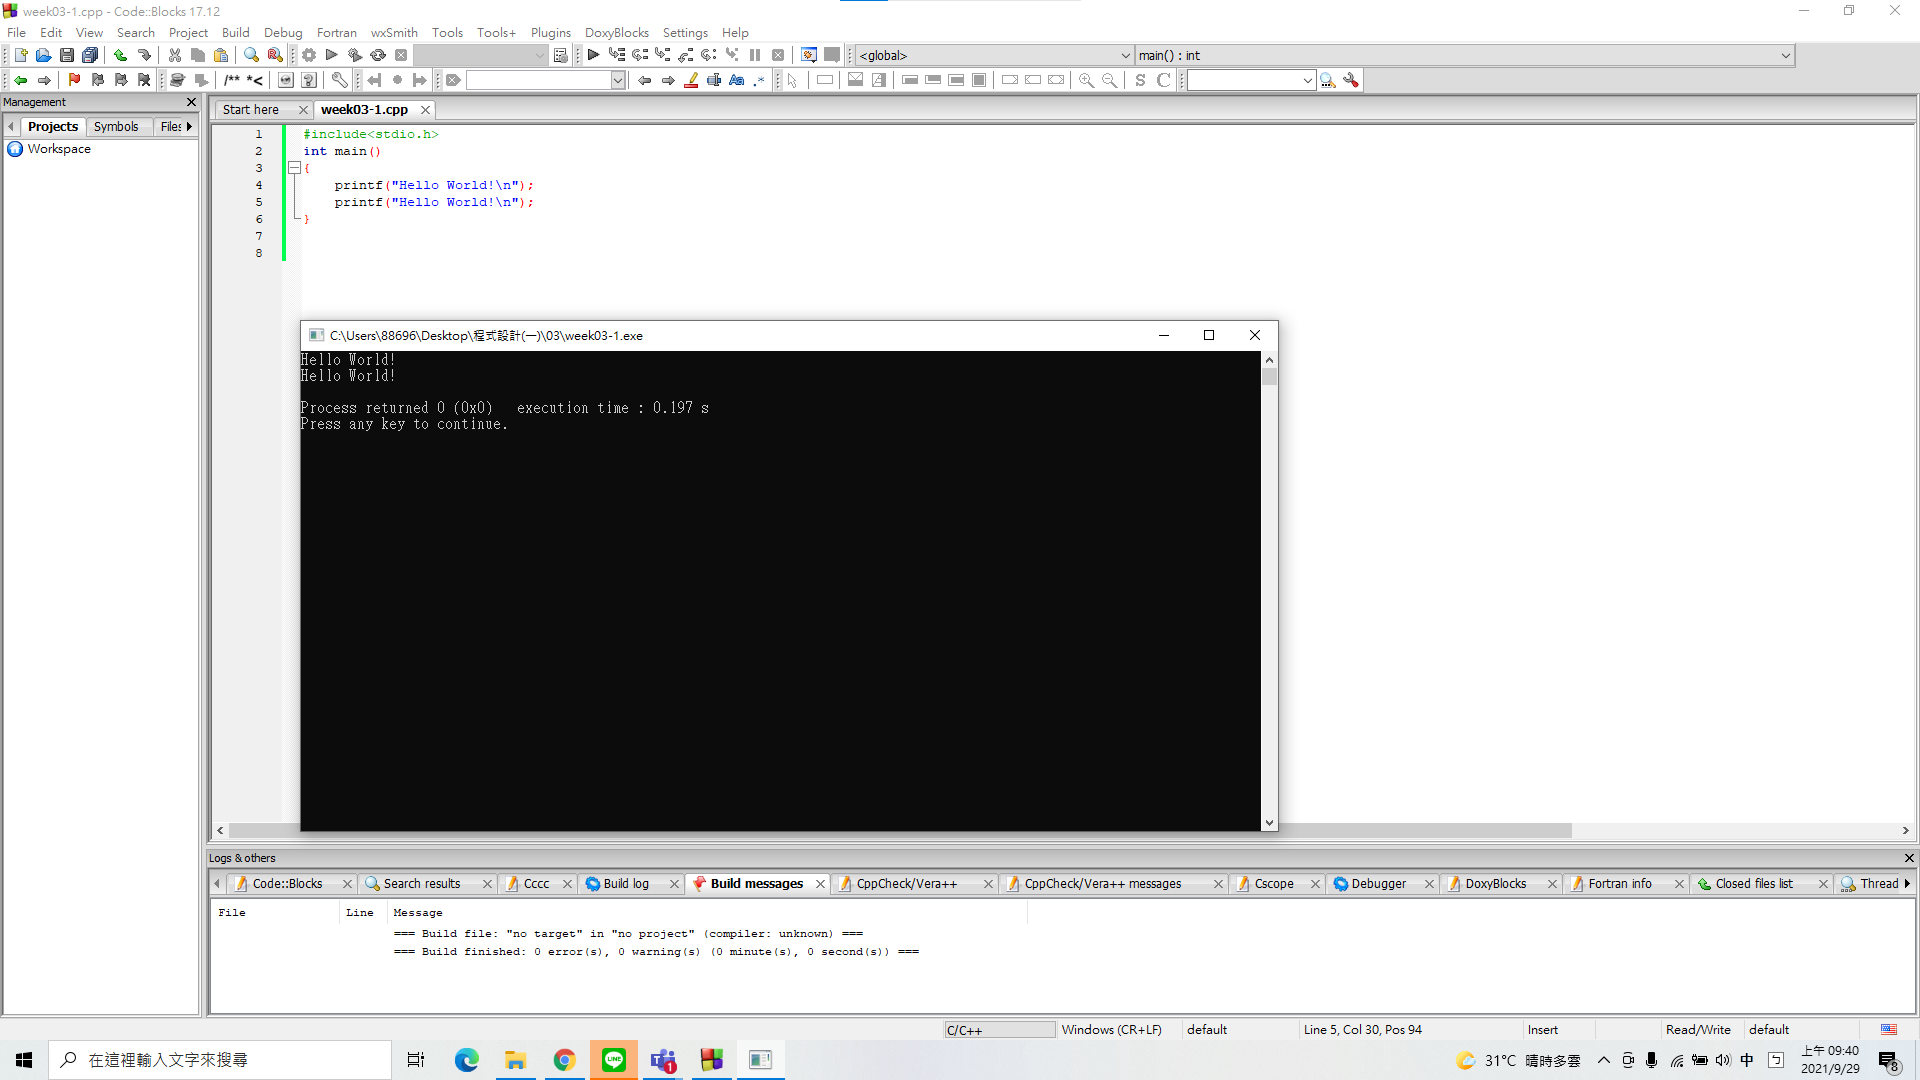 week03-1.cpp - Code::Blocks 17.12
File Edit View Search Project Build Debug Fortran wxSmith Tools Tools+ Plugins DoxyBlocks Settings Help
<global> main() : int
/** *<
Management
Start here week03-1.cpp
Projects Symbols Files
Workspace
1 #include<stdio.h>
2 int main()
3 {
4 printf("Hello World!\n");
5 printf("Hello World!\n");
6 }
7
8
C:\Users\88696\Desktop\程式設計(一)\03\week03-1.exe
Hello World!
Hello World!
Process returned 0 (0x0) execution time : 0.197 s
Press any key to continue.
Logs & others
Code::Blocks Search results Cccc Build log Build messages CppCheck/Vera++ CppCheck/Vera++ messages Cscope Debugger DoxyBlocks Fortran info Closed files list Thread
File Line Message
=== Build file: "no target" in "no project" (compiler: unknown) ===
=== Build finished: 0 error(s), 0 warning(s) (0 minute(s), 0 second(s)) ===
C/C++ Windows (CR+LF) default Line 5, Col 30, Pos 94 Insert Read/Write default
在這裡輸入文字來搜尋
LINE
1
31°C 晴時多雲
中
上午 09:40
2021/9/29
8